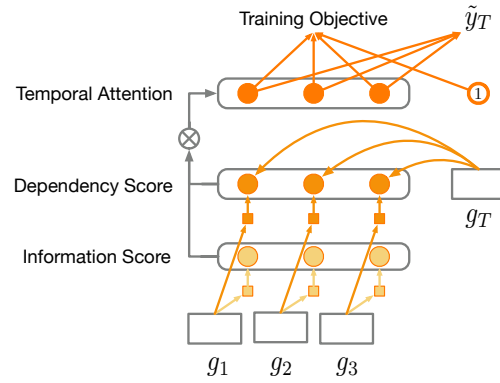 Training Objective
ỹ_T
Temporal Attention
1
Dependency Score
g_T
Information Score
g_1 g_2 g_3